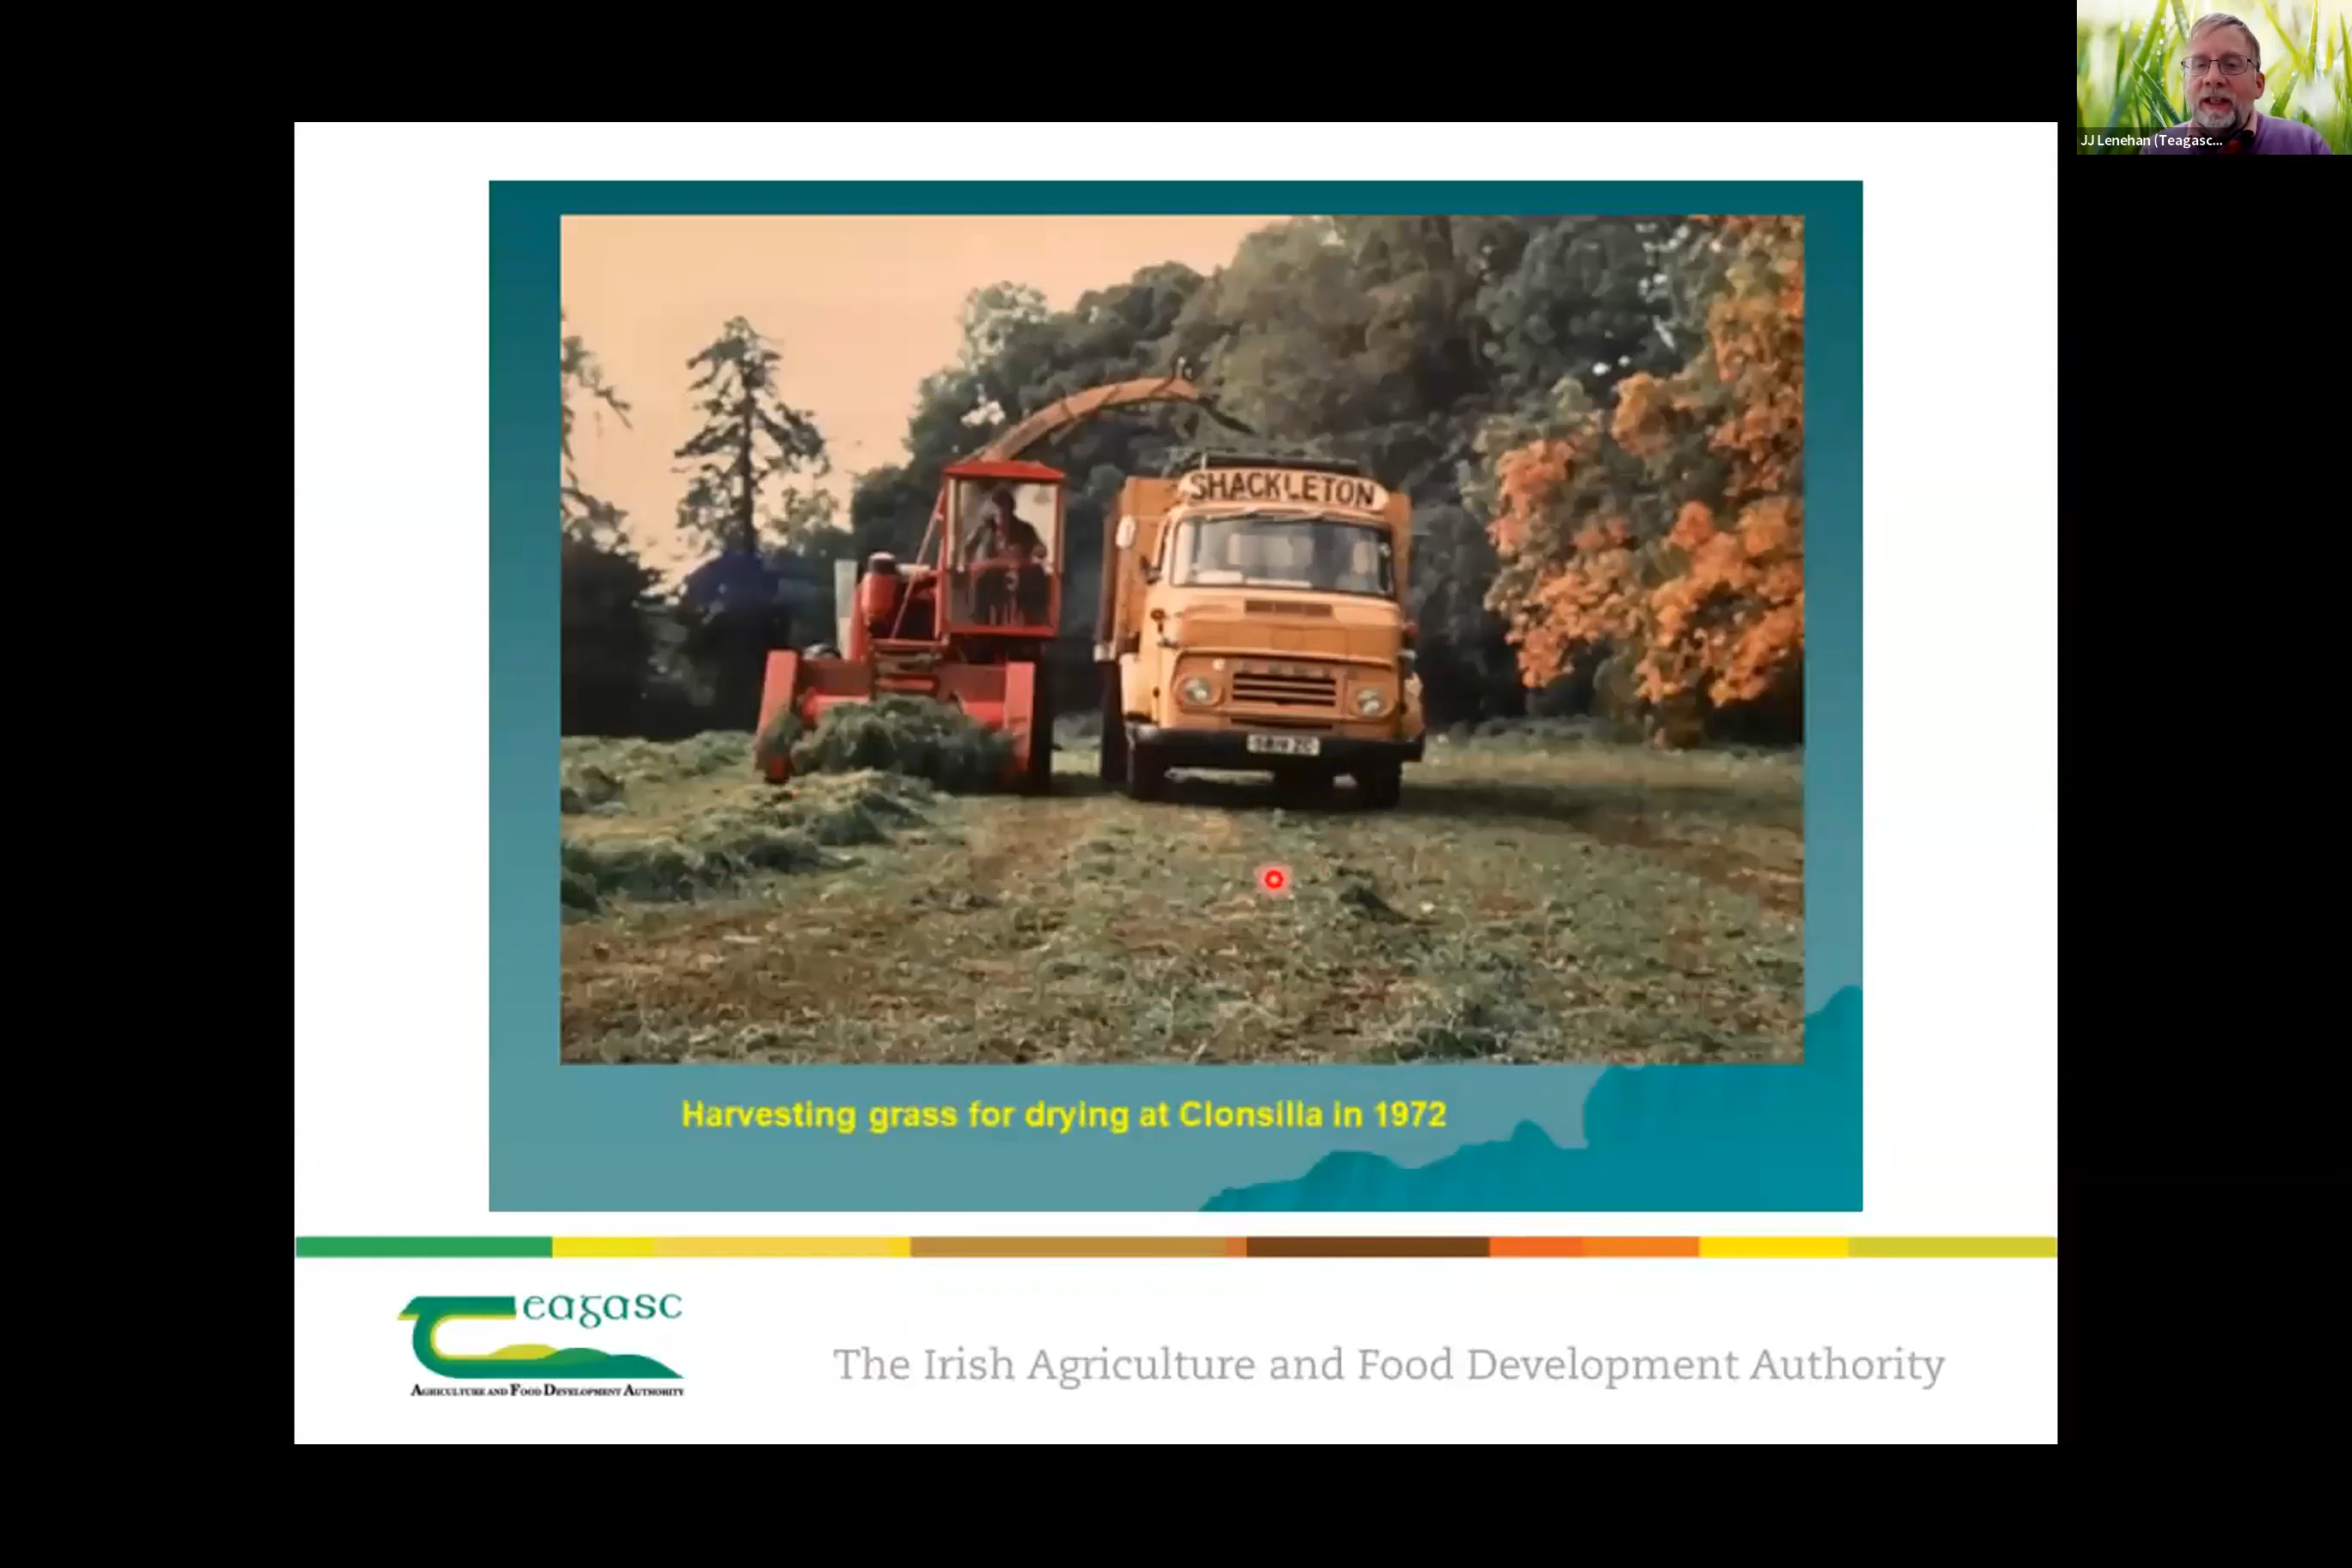 JJ Lenehan (Teagasc...
SHACKLETON
Harvesting grass for drying at Clonsilla in 1972
Teagasc
AGRICULTURE AND FOOD DEVELOPMENT AUTHORITY
The Irish Agriculture and Food Development Authority